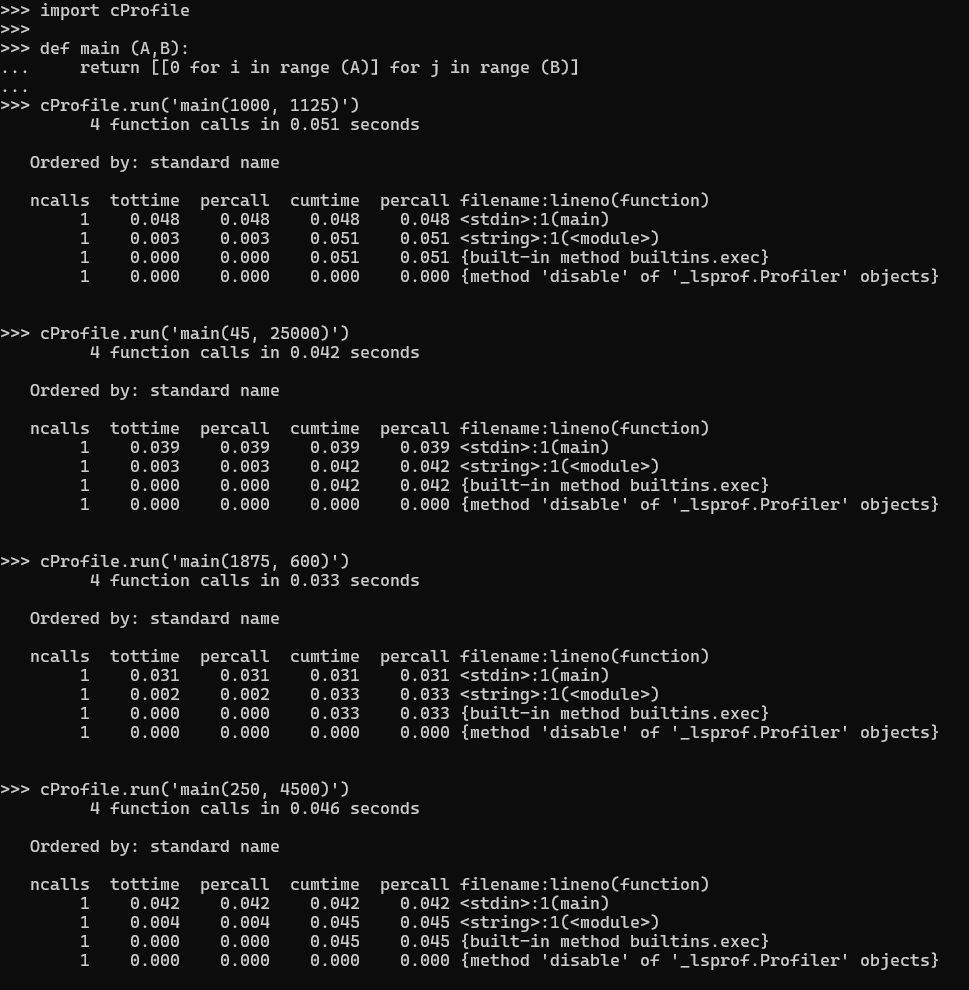 >>> import cProfile
>>>
>>> def main (A,B):
...     return [[0 for i in range (A)] for j in range (B)]
...
>>> cProfile.run('main(1000, 1125)')
         4 function calls in 0.051 seconds

   Ordered by: standard name

   ncalls  tottime  percall  cumtime  percall filename:lineno(function)
        1    0.048    0.048    0.048    0.048 <stdin>:1(main)
        1    0.003    0.003    0.051    0.051 <string>:1(<module>)
        1    0.000    0.000    0.051    0.051 {built-in method builtins.exec}
        1    0.000    0.000    0.000    0.000 {method 'disable' of '_lsprof.Profiler' objects}


>>> cProfile.run('main(45, 25000)')
         4 function calls in 0.042 seconds

   Ordered by: standard name

   ncalls  tottime  percall  cumtime  percall filename:lineno(function)
        1    0.039    0.039    0.039    0.039 <stdin>:1(main)
        1    0.003    0.003    0.042    0.042 <string>:1(<module>)
        1    0.000    0.000    0.042    0.042 {built-in method builtins.exec}
        1    0.000    0.000    0.000    0.000 {method 'disable' of '_lsprof.Profiler' objects}


>>> cProfile.run('main(1875, 600)')
         4 function calls in 0.033 seconds

   Ordered by: standard name

   ncalls  tottime  percall  cumtime  percall filename:lineno(function)
        1    0.031    0.031    0.031    0.031 <stdin>:1(main)
        1    0.002    0.002    0.033    0.033 <string>:1(<module>)
        1    0.000    0.000    0.033    0.033 {built-in method builtins.exec}
        1    0.000    0.000    0.000    0.000 {method 'disable' of '_lsprof.Profiler' objects}


>>> cProfile.run('main(250, 4500)')
         4 function calls in 0.046 seconds

   Ordered by: standard name

   ncalls  tottime  percall  cumtime  percall filename:lineno(function)
        1    0.042    0.042    0.042    0.042 <stdin>:1(main)
        1    0.004    0.004    0.045    0.045 <string>:1(<module>)
        1    0.000    0.000    0.045    0.045 {built-in method builtins.exec}
        1    0.000    0.000    0.000    0.000 {method 'disable' of '_lsprof.Profiler' objects}